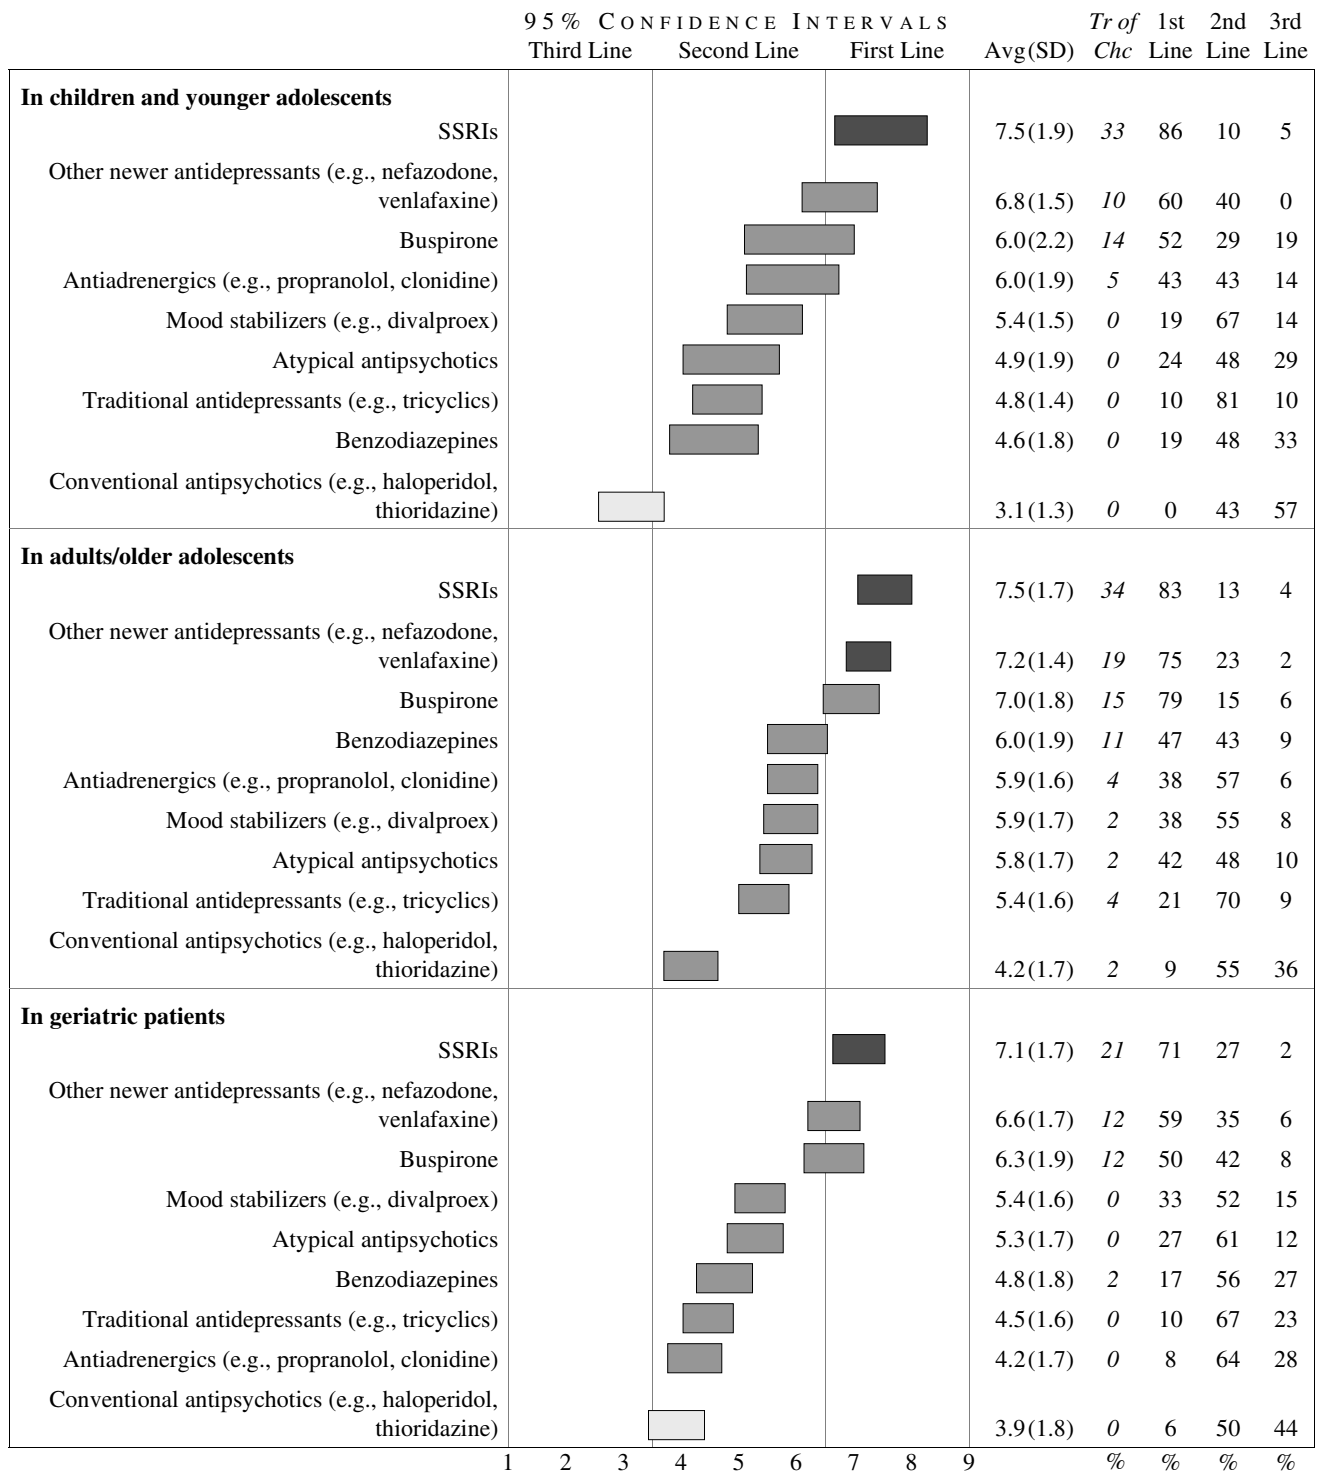 95% CONFIDENCE INTERVALS Tr of 1st 2nd 3rd
Third Line Second Line First Line Avg(SD) Chc Line Line Line
In children and younger adolescents
SSRIs 7.5(1.9) 33 86 10 5
Other newer antidepressants (e.g., nefazodone,
venlafaxine) 6.8(1.5) 10 60 40 0
Buspirone 6.0(2.2) 14 52 29 19
Antiadrenergics (e.g., propranolol, clonidine) 6.0(1.9) 5 43 43 14
Mood stabilizers (e.g., divalproex) 5.4(1.5) 0 19 67 14
Atypical antipsychotics 4.9(1.9) 0 24 48 29
Traditional antidepressants (e.g., tricyclics) 4.8(1.4) 0 10 81 10
Benzodiazepines 4.6(1.8) 0 19 48 33
Conventional antipsychotics (e.g., haloperidol,
thioridazine) 3.1(1.3) 0 0 43 57
In adults/older adolescents
SSRIs 7.5(1.7) 34 83 13 4
Other newer antidepressants (e.g., nefazodone,
venlafaxine) 7.2(1.4) 19 75 23 2
Buspirone 7.0(1.8) 15 79 15 6
Benzodiazepines 6.0(1.9) 11 47 43 9
Antiadrenergics (e.g., propranolol, clonidine) 5.9(1.6) 4 38 57 6
Mood stabilizers (e.g., divalproex) 5.9(1.7) 2 38 55 8
Atypical antipsychotics 5.8(1.7) 2 42 48 10
Traditional antidepressants (e.g., tricyclics) 5.4(1.6) 4 21 70 9
Conventional antipsychotics (e.g., haloperidol,
thioridazine) 4.2(1.7) 2 9 55 36
In geriatric patients
SSRIs 7.1(1.7) 21 71 27 2
Other newer antidepressants (e.g., nefazodone,
venlafaxine) 6.6(1.7) 12 59 35 6
Buspirone 6.3(1.9) 12 50 42 8
Mood stabilizers (e.g., divalproex) 5.4(1.6) 0 33 52 15
Atypical antipsychotics 5.3(1.7) 0 27 61 12
Benzodiazepines 4.8(1.8) 2 17 56 27
Traditional antidepressants (e.g., tricyclics) 4.5(1.6) 0 10 67 23
Antiadrenergics (e.g., propranolol, clonidine) 4.2(1.7) 0 8 64 28
Conventional antipsychotics (e.g., haloperidol,
thioridazine) 3.9(1.8) 0 6 50 44
1 2 3 4 5 6 7 8 9 % % % %